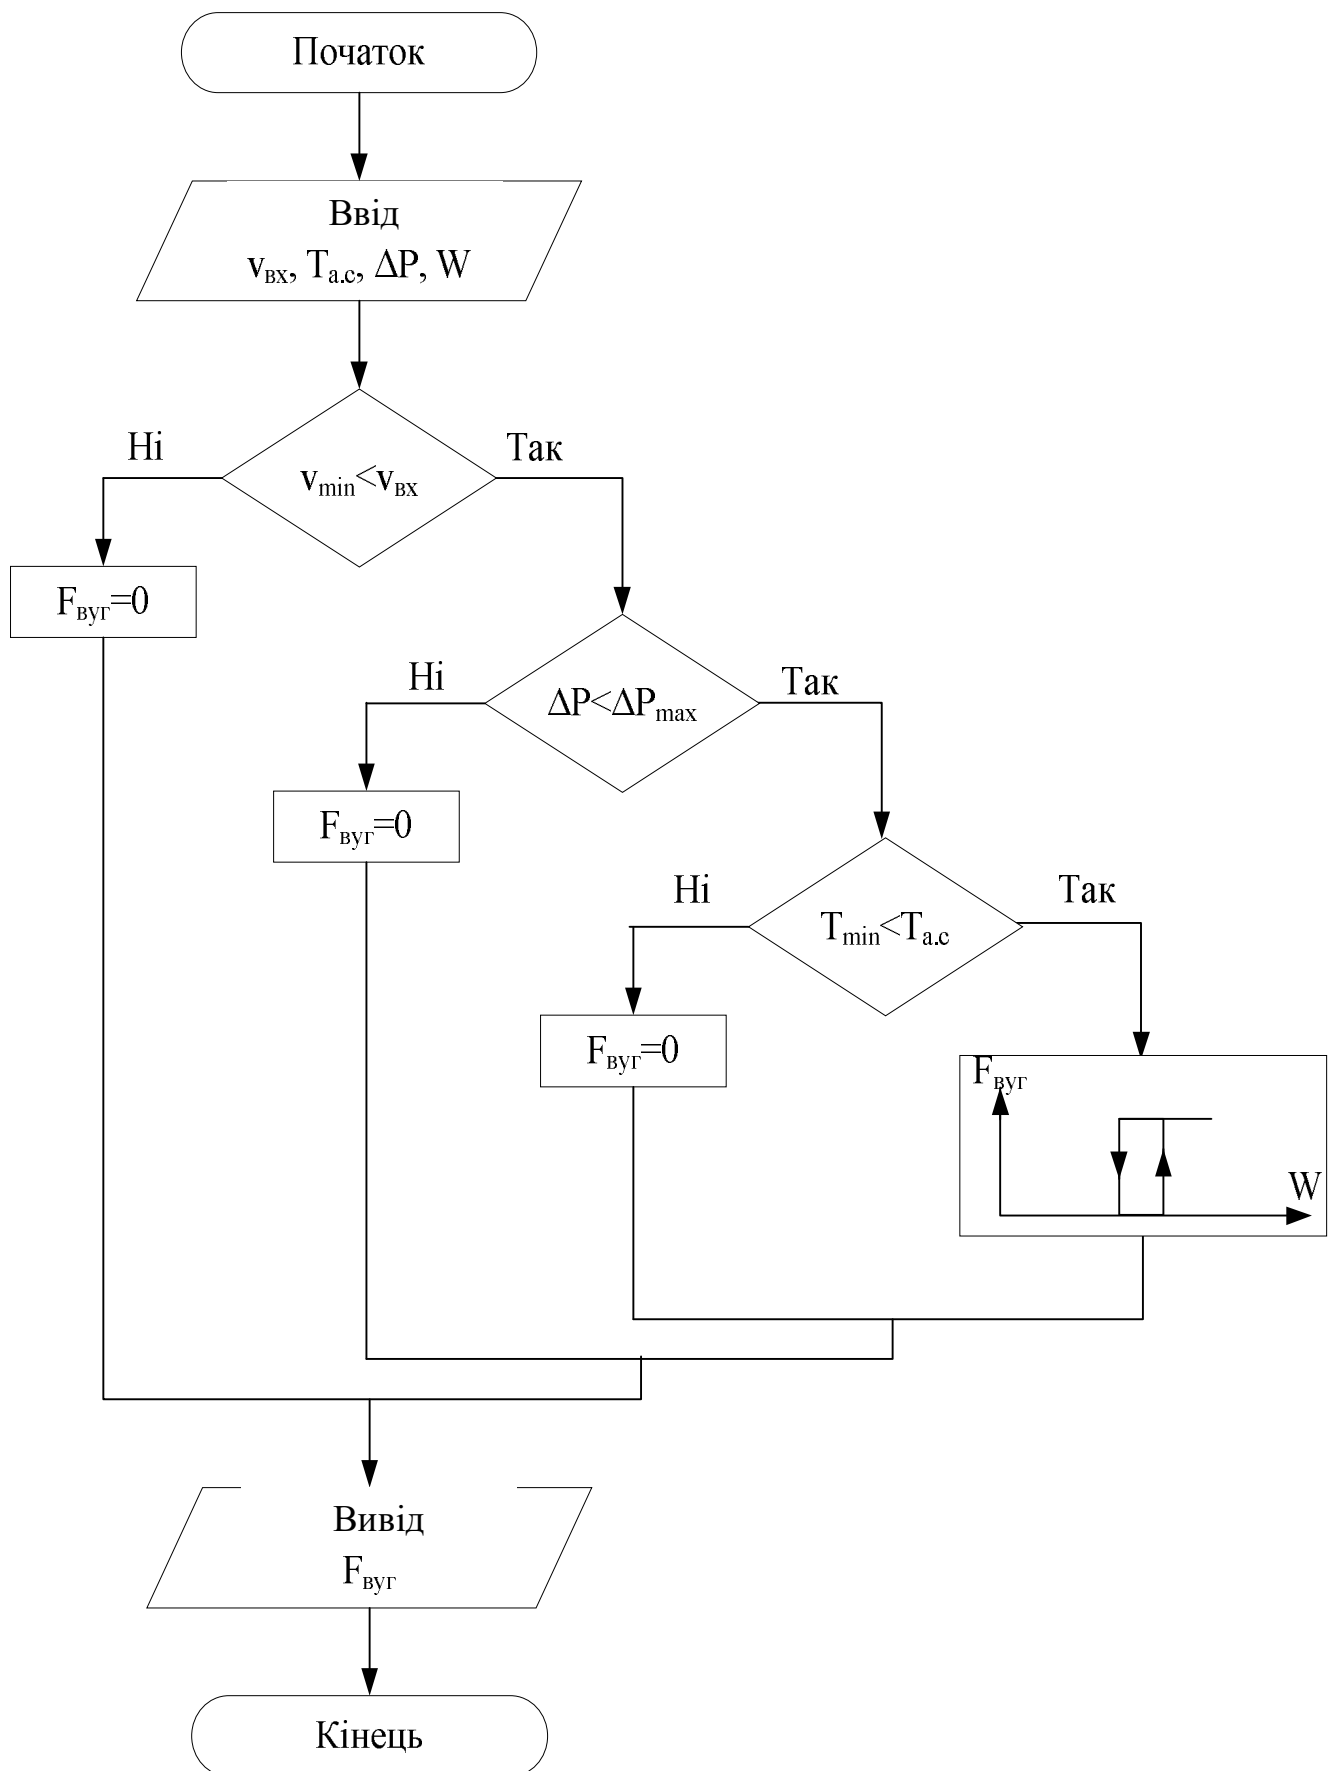 Початок
Ввід
vвх, Tа.с, ΔP, W
Ні
Так
vmin<vвх
Fвуг=0
Ні
Так
ΔP<ΔPmax
Fвуг=0
Ні
Так
Tmin<Tа.с
Fвуг=0
Fвуг
W
Вивід
Fвуг
Кінець